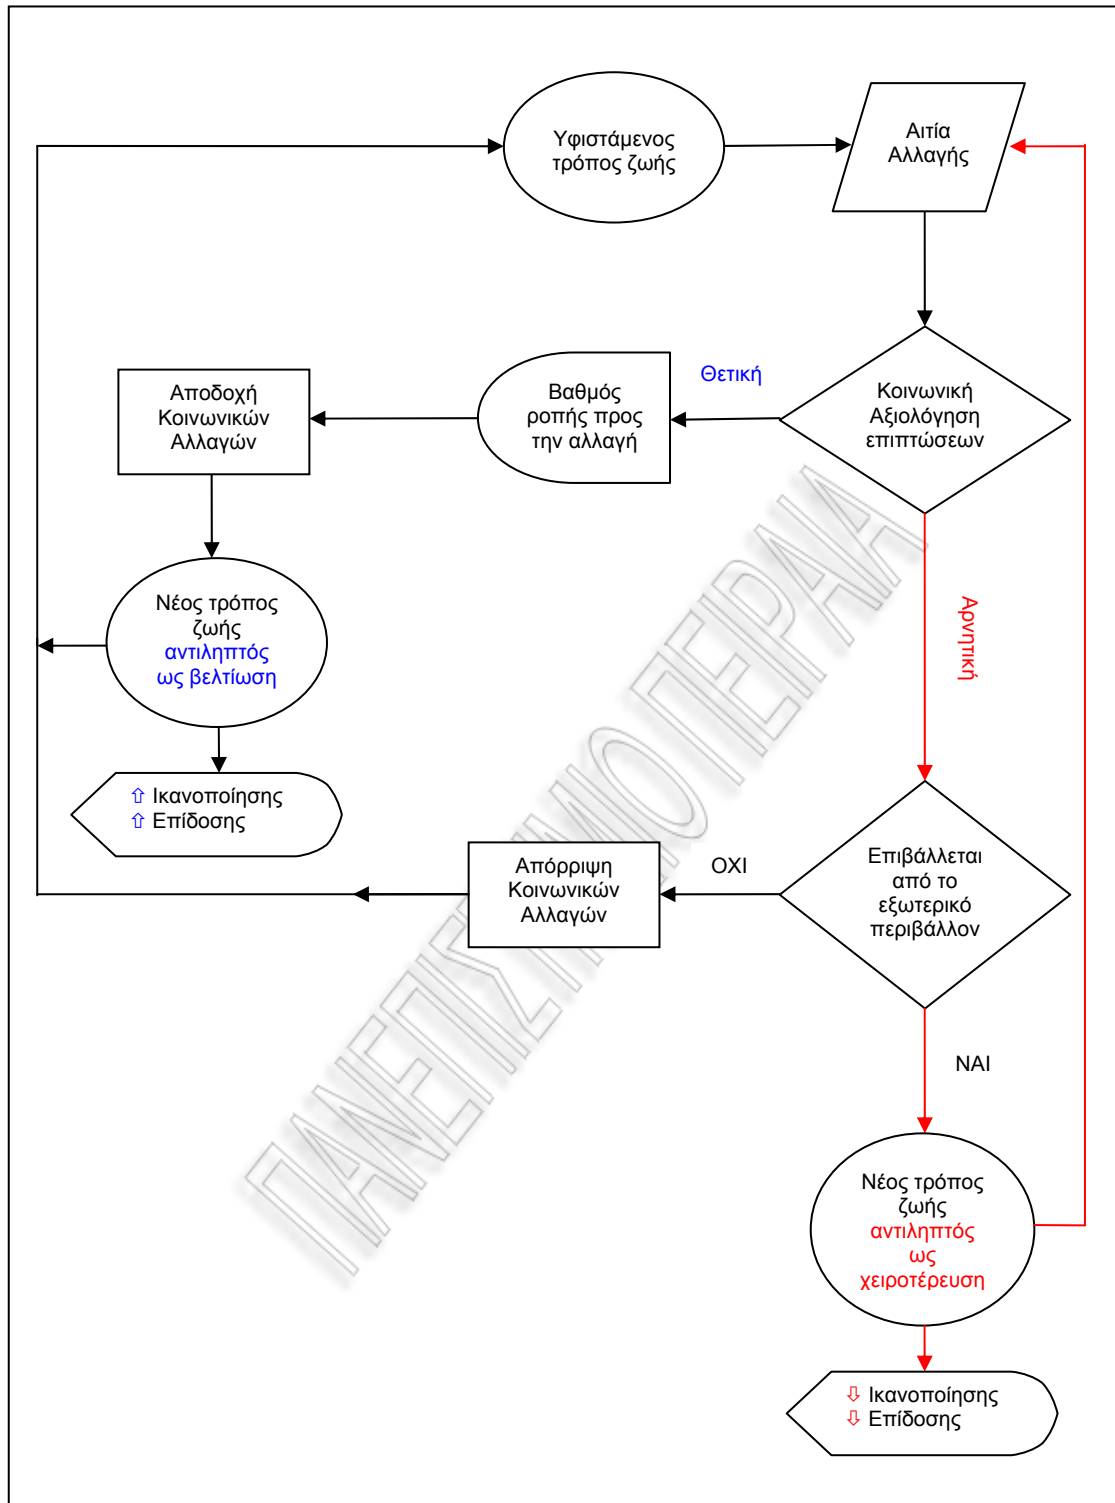 Υφιστάμενος
τρόπος ζωής
Αιτία
Αλλαγής
Κοινωνική
Αξιολόγηση
επιπτώσεων
Θετική
Βαθμός
ροπής προς
την αλλαγή
Αποδοχή
Κοινωνικών
Αλλαγών
Νέος τρόπος
ζωής
αντιληπτός
ως βελτίωση
⇧ Ικανοποίησης
⇧ Επίδοσης
Αρνητική
Επιβάλλεται
από το
εξωτερικό
περιβάλλον
ΟΧΙ
Απόρριψη
Κοινωνικών
Αλλαγών
ΝΑΙ
Νέος τρόπος
ζωής
αντιληπτός
ως
χειροτέρευση
⇩ Ικανοποίησης
⇩ Επίδοσης
ΠΑΝΕΠΙΣΤΗΜΙΟ ΠΕΙΡΑΙΑ